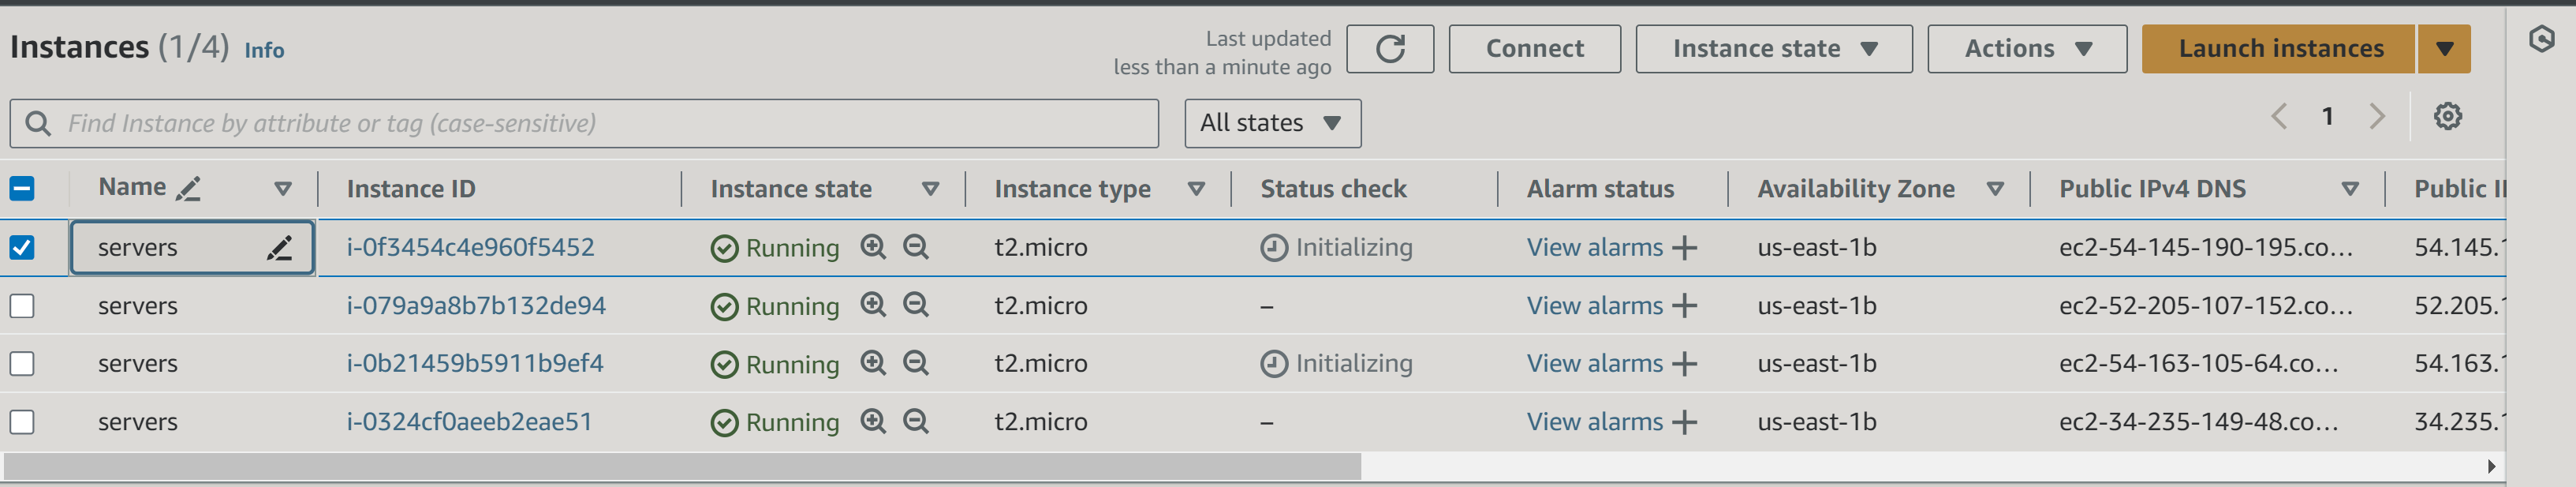 Instances (1/4) Info
Last updated
less than a minute ago
Connect
Instance state
Actions
Launch instances
Find Instance by attribute or tag (case-sensitive)
All states
1
Name Instance ID Instance state Instance type Status check Alarm status Availability Zone Public IPv4 DNS Public
servers i-0f3454c4e960f5452 Running t2.micro Initializing View alarms + us-east-1b ec2-54-145-190-195.co… 54.145.
servers i-079a9a8b7b132de94 Running t2.micro – View alarms + us-east-1b ec2-52-205-107-152.co… 52.205.
servers i-0b21459b5911b9ef4 Running t2.micro Initializing View alarms + us-east-1b ec2-54-163-105-64.co… 54.163.
servers i-0324cf0aeeb2eae51 Running t2.micro – View alarms + us-east-1b ec2-34-235-149-48.co… 34.235.